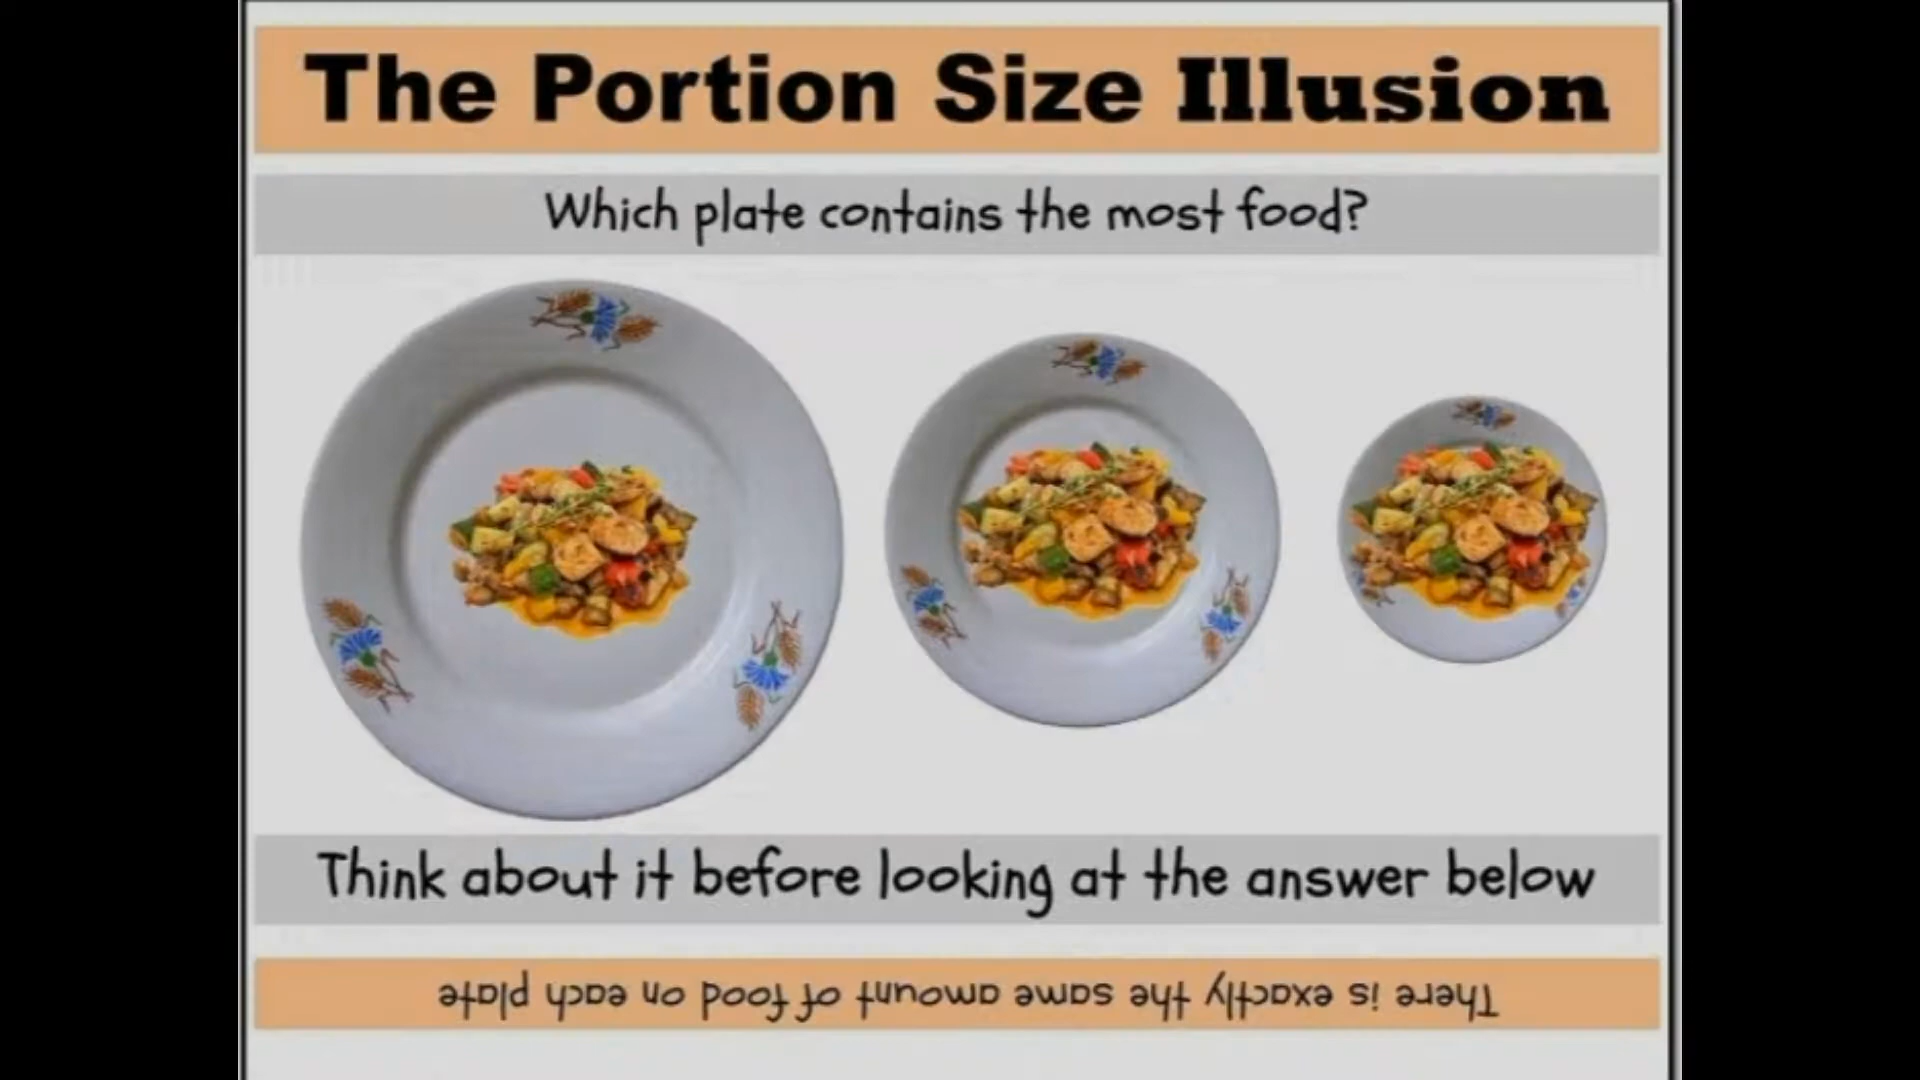 The Portion Size Illusion
Which plate contains the most food?
Think about it before looking at the answer below
There is exactly the same amount of food on each plate